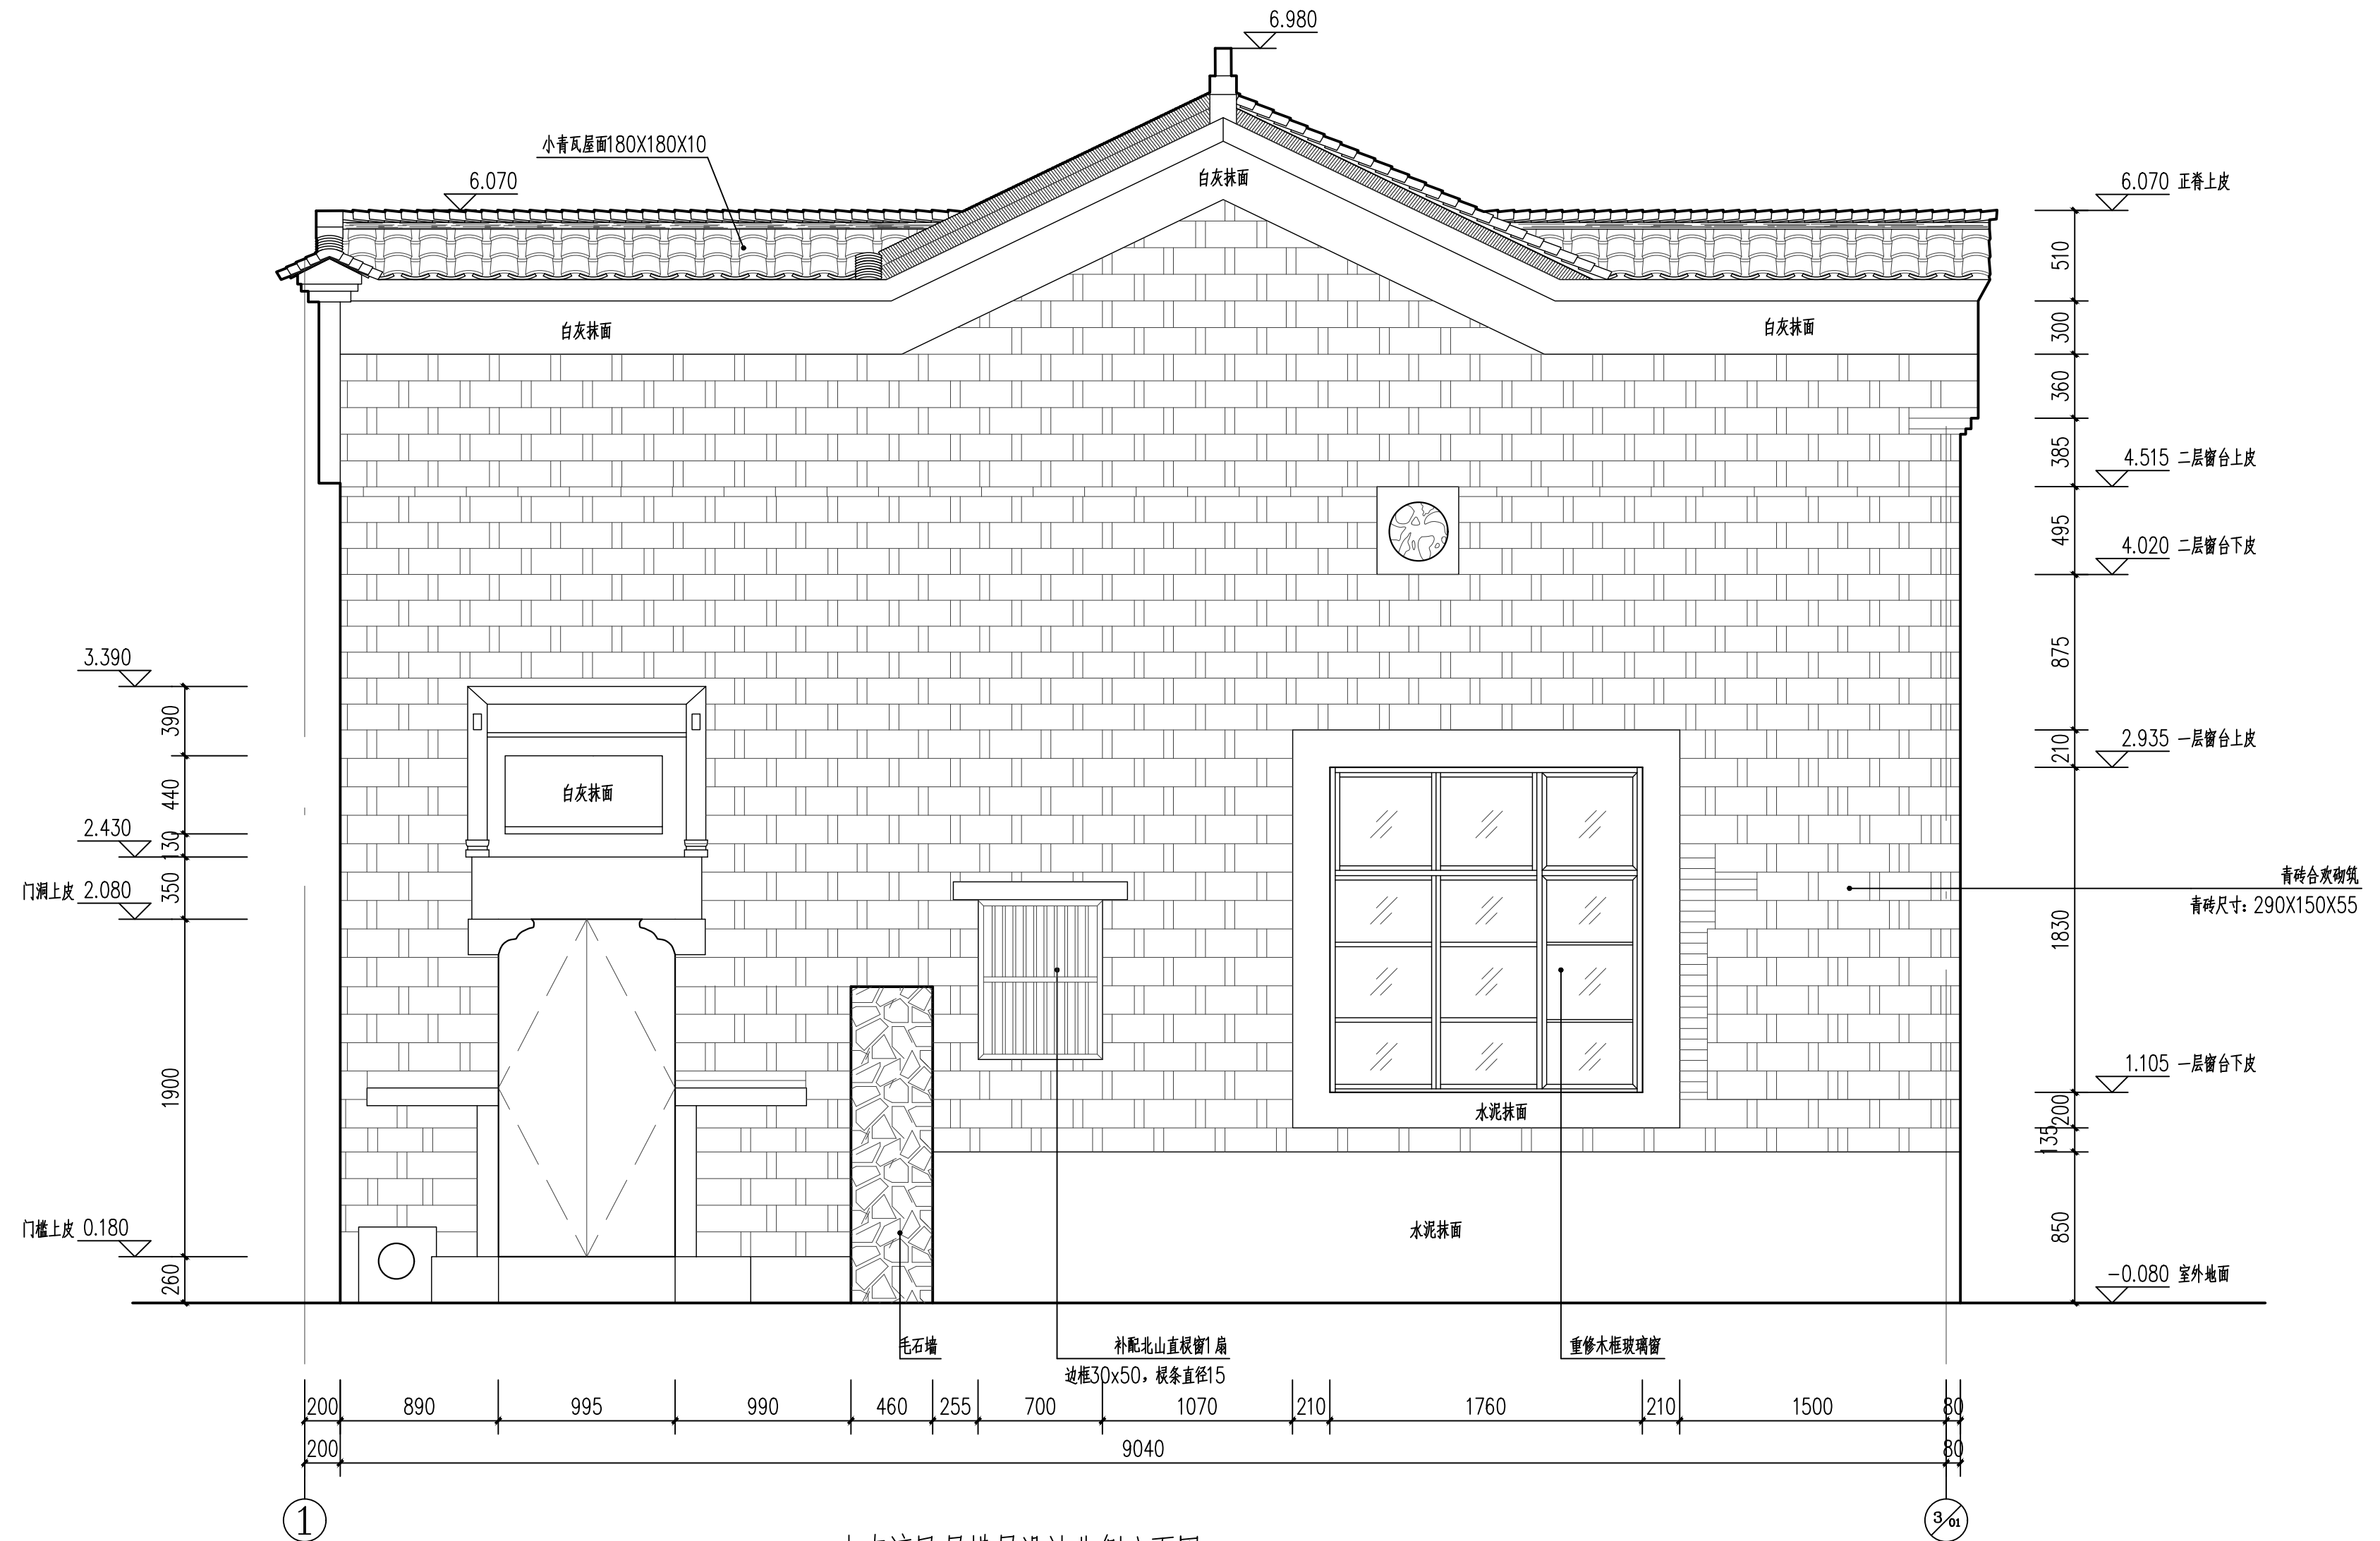 6.980
小青瓦屋面180X180X10
6.070
6.070 正脊上皮
白灰抹面
白灰抹面
白灰抹面
510
300
360
385
4.515 二层窗台上皮
495
4.020 二层窗台下皮
875
3.390
390
2.935 一层窗台上皮
210
440
白灰抹面
2.430
130
门洞上皮 2.080
350
青砖合欢砌筑
青砖尺寸：290X150X55
1830
1900
1.105 一层窗台下皮
200
水泥抹面
135
门槛上皮 0.180
水泥抹面
850
260
-0.080 室外地面
毛石墙
补配北山直棂窗1扇
边框30x50，棂条直径15
重修木框玻璃窗
200 890 995 990 460 255 700 1070 210 1760 210 1500 80
200 9040 80
1
3/01